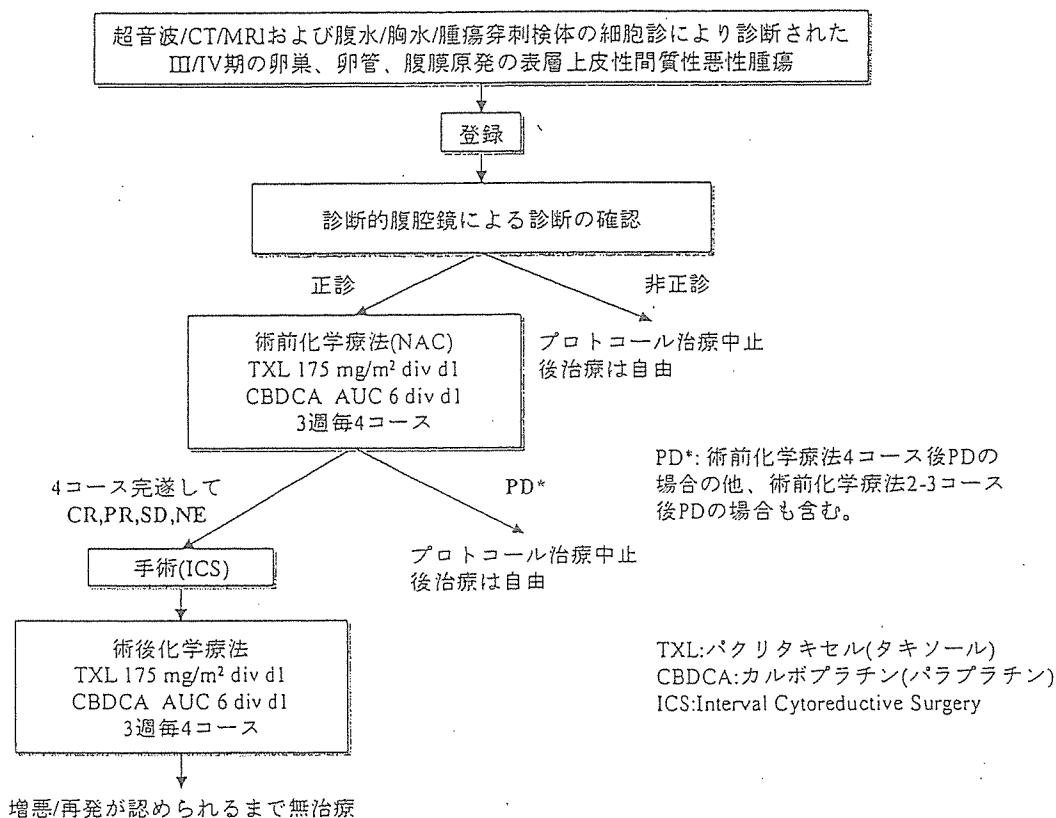 超音波/CT/MRIおよび腹水/胸水/腫瘍穿刺検体の細胞診により診断された
III/IV期の卵巣、卵管、腹膜原発の表層上皮性間質性悪性腫瘍
登録
診断的腹腔鏡による診断の確認
正診
非正診
術前化学療法(NAC)
TXL 175 mg/m² div d1
CBDCA AUC 6 div d1
3週毎4コース
プロトコール治療中止
後治療は自由
4コース完遂して
CR,PR,SD,NE
PD*
PD*: 術前化学療法4コース後PDの
場合の他、術前化学療法2-3コース
後PDの場合も含む。
手術(ICS)
プロトコール治療中止
後治療は自由
術後化学療法
TXL 175 mg/m² div d1
CBDCA AUC 6 div d1
3週毎4コース
TXL:パクリタキセル(タキソール)
CBDCA:カルボプラチン(パラプラチン)
ICS:Interval Cytoreductive Surgery
増悪/再発が認められるまで無治療